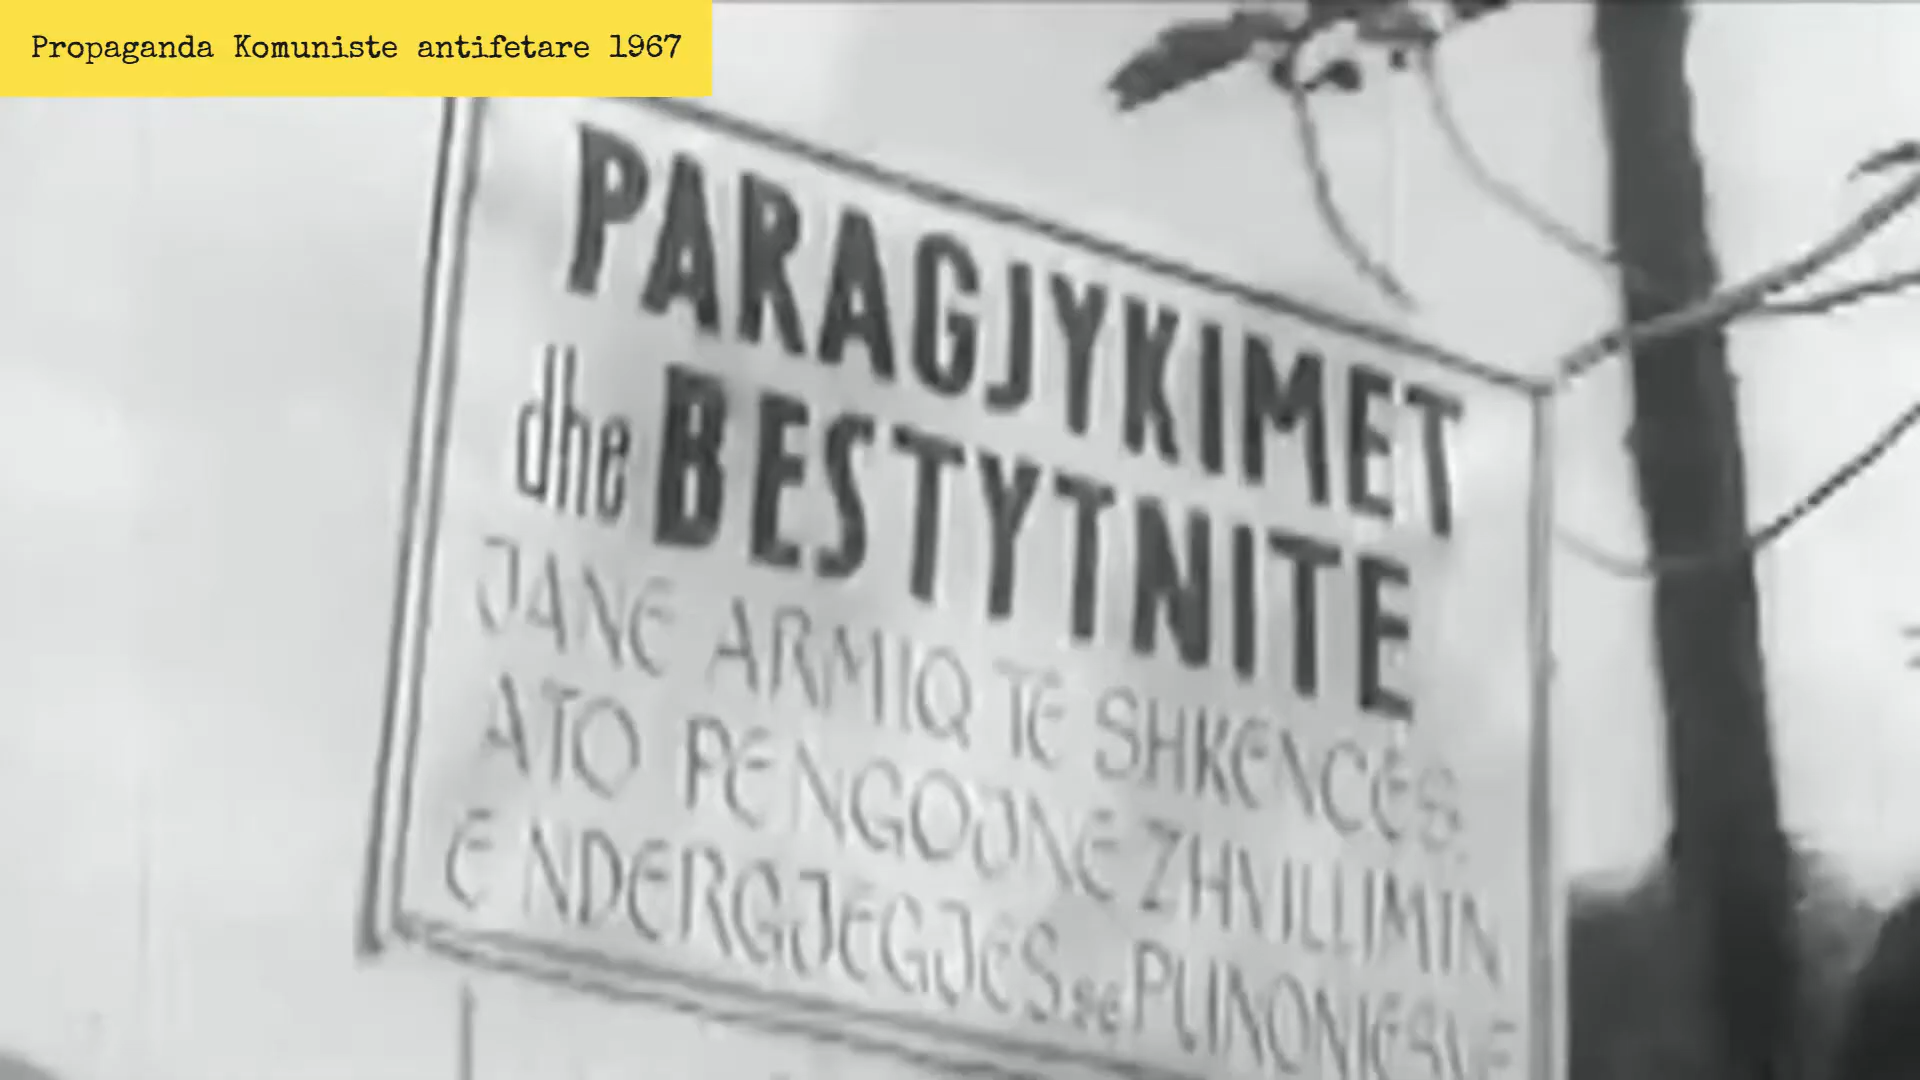 Propaganda Komuniste antifetare 1967
PARAGJYKIMET
dhe BESTYTNITE
JANE ARMIQ TE SHKENCES.
ATO PENGOJNE ZHVILLIMIN
E NDERGJEGJES se PUNONJESVE